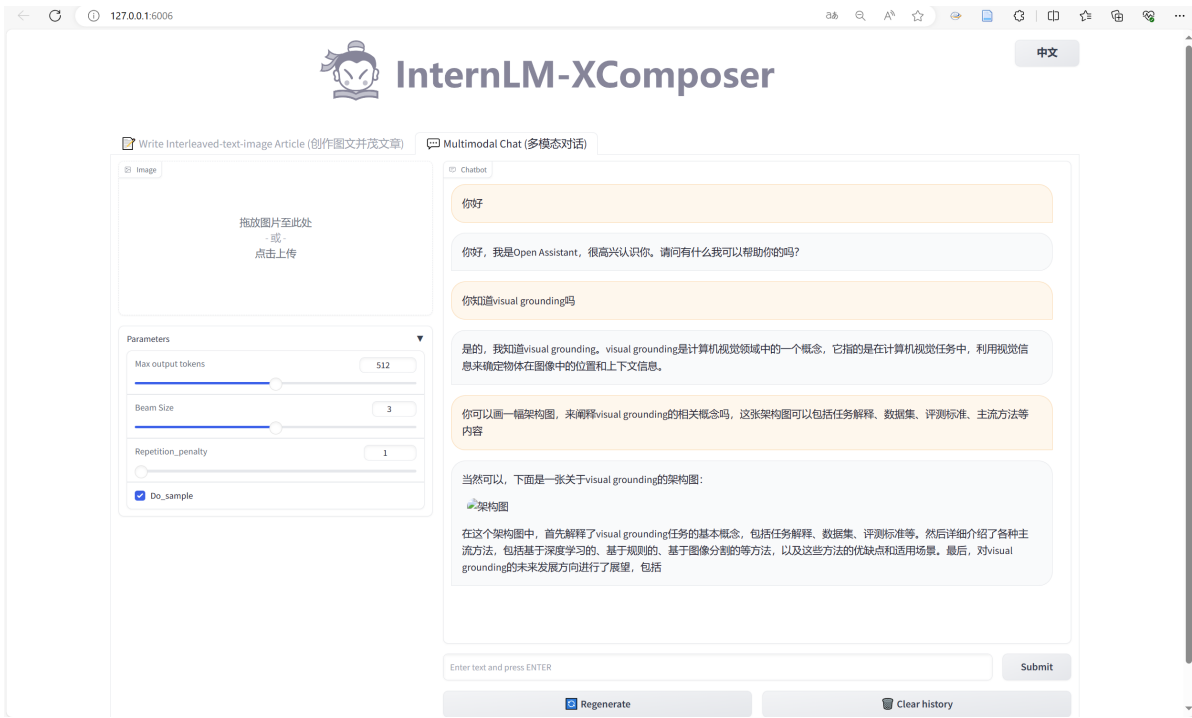 127.0.0.1:6006
中文
InternLM-XComposer
Write Interleaved-text-image Article (创作图文并茂文章)
Multimodal Chat (多模态对话)
Image
拖放图片至此处
- 或 -
点击上传
Parameters
Max output tokens
512
Beam Size
3
Repetition_penalty
1
Do_sample
Chatbot
你好
你好，我是Open Assistant，很高兴认识你。请问有什么我可以帮助你的吗？
你知道visual grounding吗
是的，我知道visual grounding。visual grounding是计算机视觉领域中的一个概念，它指的是在计算机视觉任务中，利用视觉信
息来确定物体在图像中的位置和上下文信息。
你可以画一幅架构图，来阐释visual grounding的相关概念吗，这张架构图可以包括任务解释、数据集、评测标准、主流方法等
内容
当然可以，下面是一张关于visual grounding的架构图：
架构图
在这个架构图中，首先解释了visual grounding任务的基本概念，包括任务解释、数据集、评测标准等。然后详细介绍了各种主
流方法，包括基于深度学习的、基于规则的、基于图像分割的等方法，以及这些方法的优缺点和适用场景。最后，对visual
grounding的未来发展方向进行了展望，包括
Enter text and press ENTER
Submit
Regenerate
Clear history